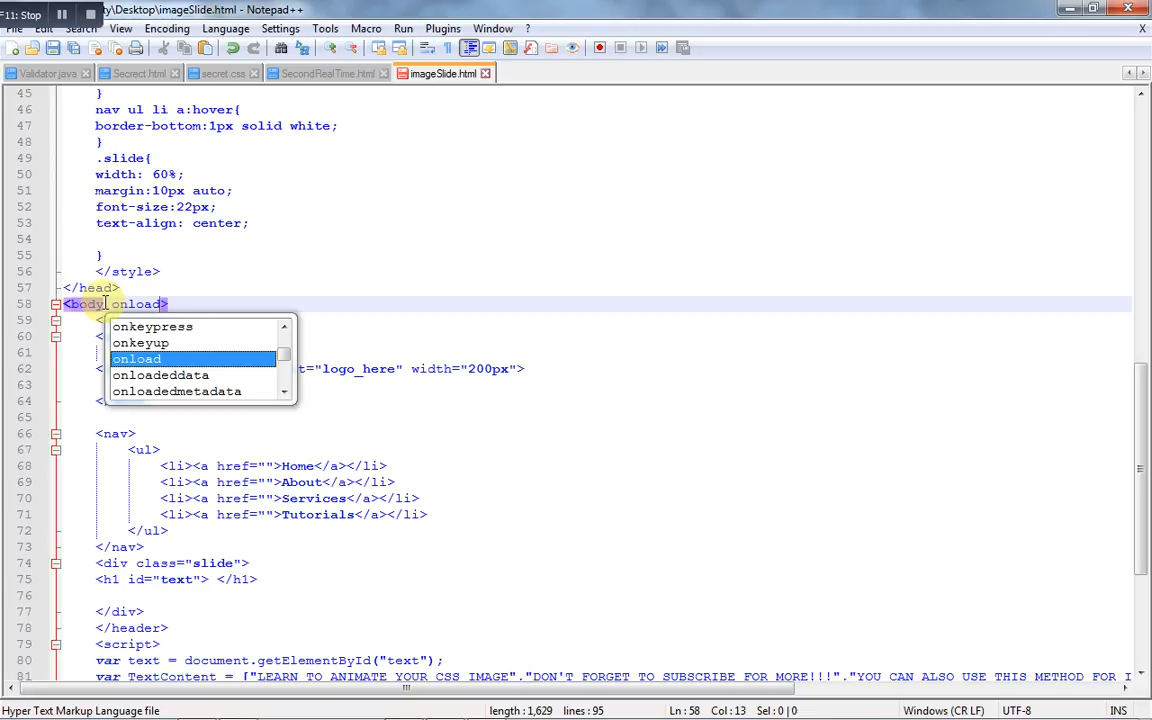 F11: Stop
ty\Desktop\imageSlide.html - Notepad++
File Edit Search View Encoding Language Settings Tools Macro Run Plugins Window ? X
Validator.java Secrect.html secret.css SecondRealTime.html imageSlide.html
45 }
46 nav ul li a:hover{
47 border-bottom:1px solid white;
48 }
49 .slide{
50 width: 60%;
51 margin:10px auto;
52 font-size:22px;
53 text-align: center;
54
55 }
56 </style>
57 </head>
58 <body onload>
59 <
60 <
61
62 < t="logo_here" width="200px">
63
64 </
65
66 <nav>
67 <ul>
68 <li><a href="">Home</a></li>
69 <li><a href="">About</a></li>
70 <li><a href="">Services</a></li>
71 <li><a href="">Tutorials</a></li>
72 </ul>
73 </nav>
74 <div class="slide">
75 <h1 id="text"> </h1>
76
77 </div>
78 </header>
79 <script>
80 var text = document.getElementById("text");
81 var TextContent = ["LEARN TO ANIMATE YOUR CSS IMAGE","DON'T FORGET TO SUBSCRIBE FOR MORE!!!","YOU CAN ALSO USE THIS METHOD FOR I
onkeypress
onkeyup
onload
onloadeddata
onloadedmetadata
Hyper Text Markup Language file length : 1,629 lines : 95 Ln : 58 Col : 13 Sel : 0 | 0 Windows (CR LF) UTF-8 INS